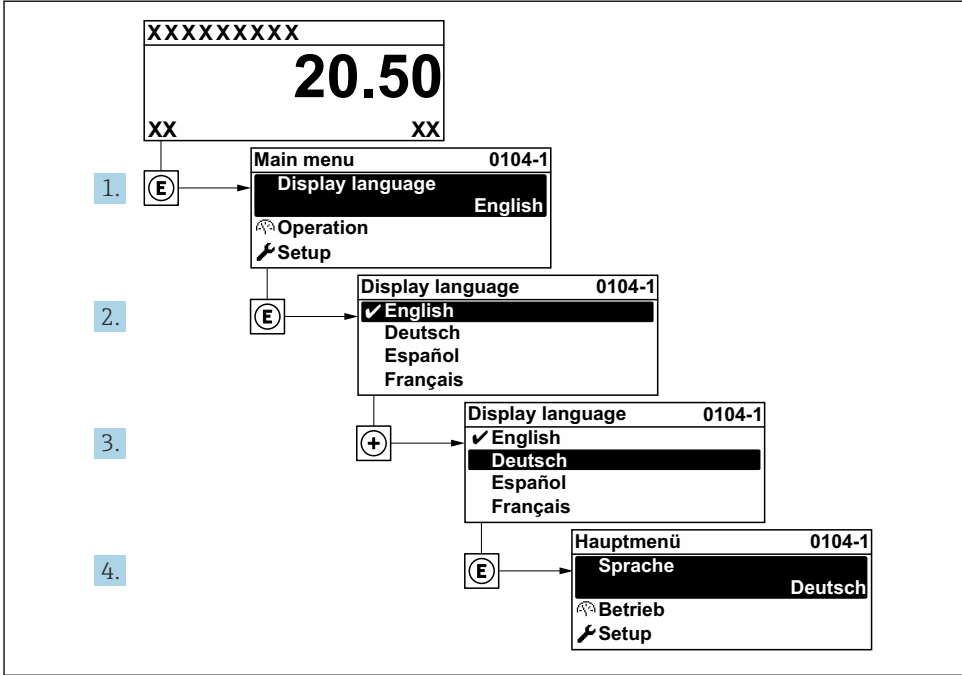 XXXXXXXXX
20.50
XX XX
1. E
Main menu 0104-1
Display language
English
Operation
Setup
2. E
Display language 0104-1
✔English
Deutsch
Español
Français
3. +
Display language 0104-1
✔English
Deutsch
Español
Français
4. E
Hauptmenü 0104-1
Sprache
Deutsch
Betrieb
Setup